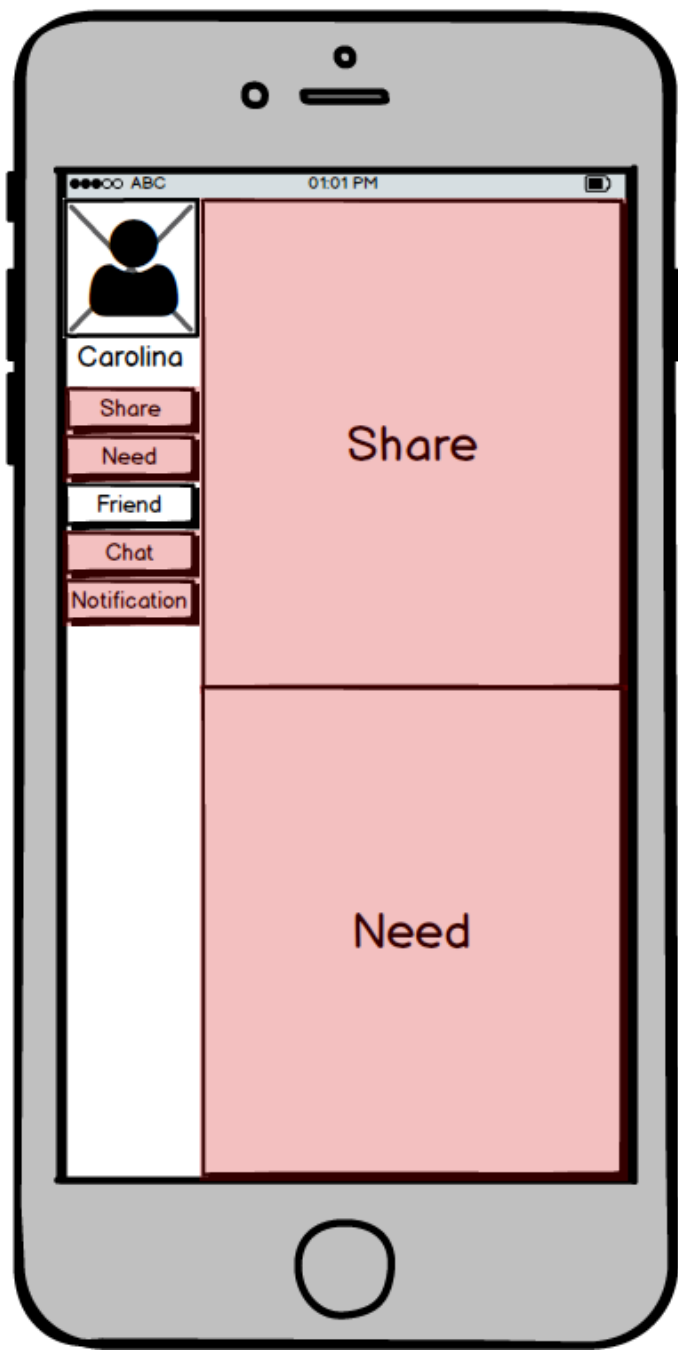 ABC 01:01 PM
Carolina
Share
Need
Friend
Chat
Notification
Share
Need